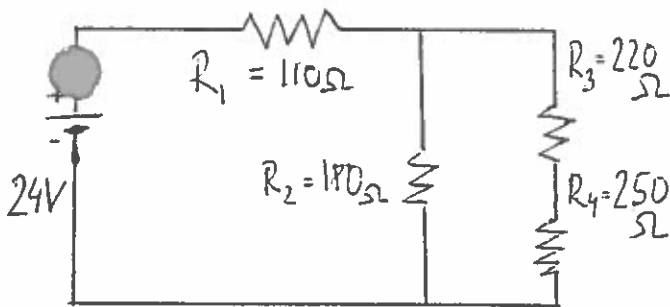 R₁ = 110Ω
R₃=220
Ω
R₂=180Ω
R₄=250
Ω
+
-
24V